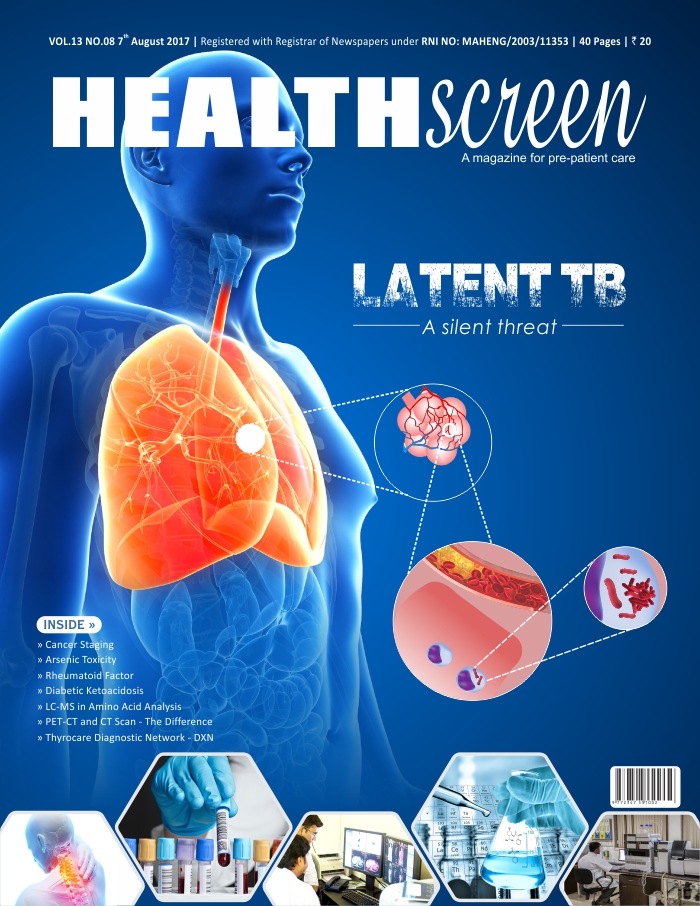 VOL.13 NO.08 7th August 2017 | Registered with Registrar of Newspapers under RNI NO: MAHENG/2003/11353 | 40 Pages | ₹ 20
HEALTHscreen
A magazine for pre-patient care
LATENT TB
A silent threat
INSIDE »
» Cancer Staging
» Arsenic Toxicity
» Rheumatoid Factor
» Diabetic Ketoacidosis
» LC-MS in Amino Acid Analysis
» PET-CT and CT Scan - The Difference
» Thyrocare Diagnostic Network - DXN